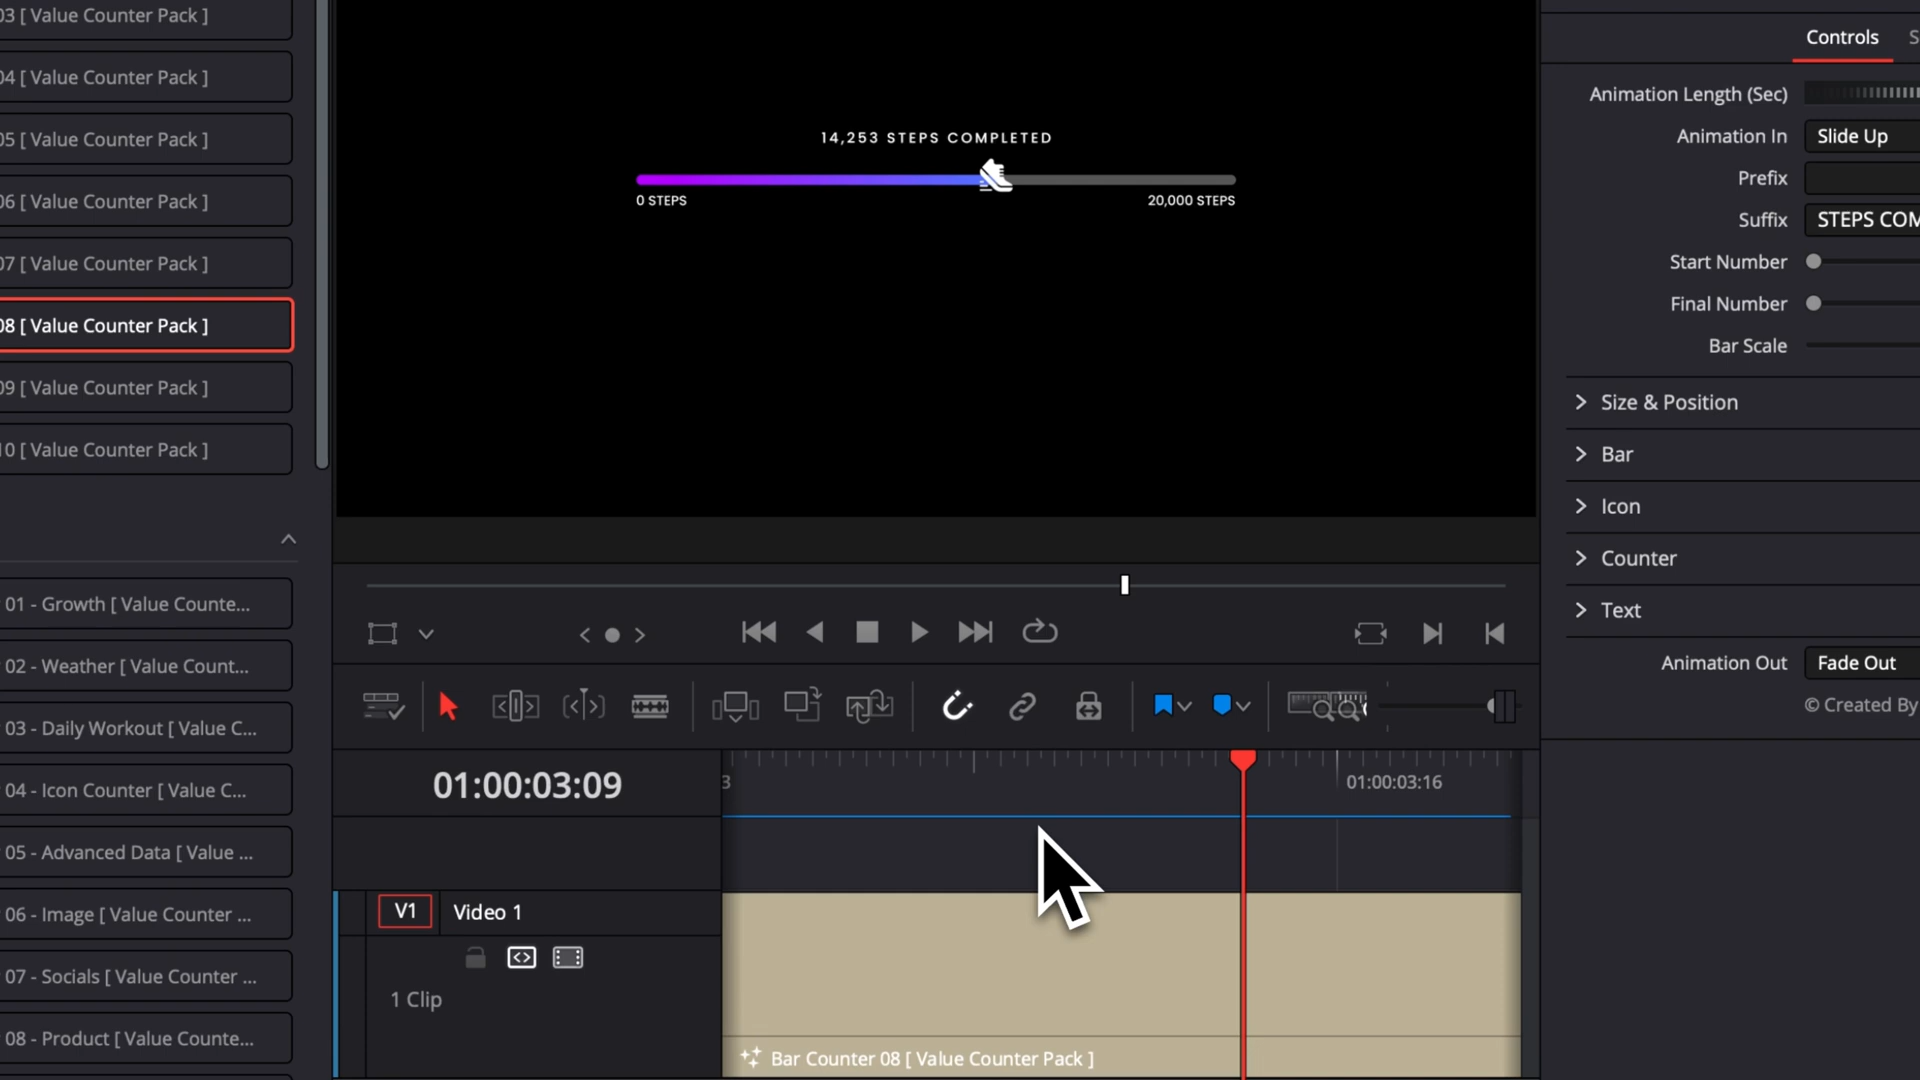 03 [ Value Counter Pack ]
04 [ Value Counter Pack ]
05 [ Value Counter Pack ]
06 [ Value Counter Pack ]
07 [ Value Counter Pack ]
08 [ Value Counter Pack ]
09 [ Value Counter Pack ]
10 [ Value Counter Pack ]
01 - Growth [ Value Counte...
02 - Weather [ Value Count...
03 - Daily Workout [ Value C...
04 - Icon Counter [ Value C...
05 - Advanced Data [ Value ...
06 - Image [ Value Counter ...
07 - Socials [ Value Counter ...
08 - Product [ Value Counte...
14,253 STEPS COMPLETED
0 STEPS
20,000 STEPS
01:00:03:09
3
01:00:03:16
V1
Video 1
1 Clip
Bar Counter 08 [ Value Counter Pack ]
Controls
S
Animation Length (Sec)
Animation In
Slide Up
Prefix
Suffix
STEPS COM
Start Number
Final Number
Bar Scale
Size & Position
Bar
Icon
Counter
Text
Animation Out
Fade Out
© Created By